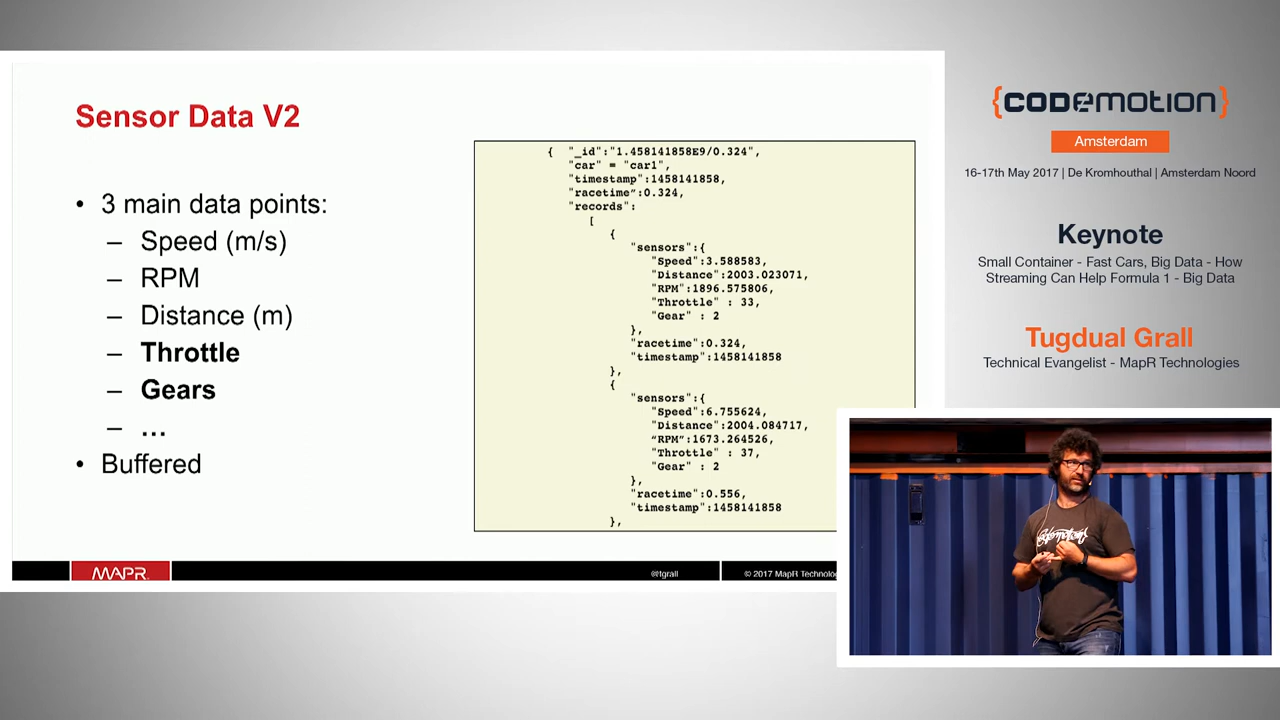 Sensor Data V2
• 3 main data points:
– Speed (m/s)
– RPM
– Distance (m)
– Throttle
– Gears
– ...
• Buffered
{ "_id":"1.458141858E9/0.324",
"car" = "car1",
"timestamp":1458141858,
"racetime”:0.324,
"records":
[
{
"sensors":{
"Speed":3.588583,
"Distance":2003.023071,
"RPM":1896.575806,
"Throttle" : 33,
"Gear" : 2
},
"racetime":0.324,
"timestamp":1458141858
},
{
"sensors":{
"Speed":6.755624,
"Distance":2004.084717,
“RPM":1673.264526,
"Throttle" : 37,
"Gear" : 2
},
"racetime":0.556,
"timestamp":1458141858
},
MAPR
@tgrall
© 2017 MapR Technolo
{CODEMOTION}
Amsterdam
16-17th May 2017 | De Kromhouthal | Amsterdam Noord
Keynote
Small Container - Fast Cars, Big Data - How
Streaming Can Help Formula 1 - Big Data
Tugdual Grall
Technical Evangelist - MapR Technologies
Codemotion